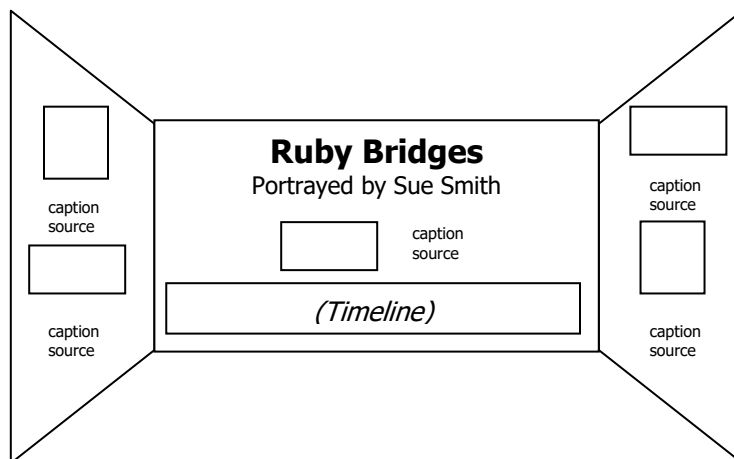 caption
source
caption
source
Ruby Bridges
Portrayed by Sue Smith
caption
source
(Timeline)
caption
source
caption
source